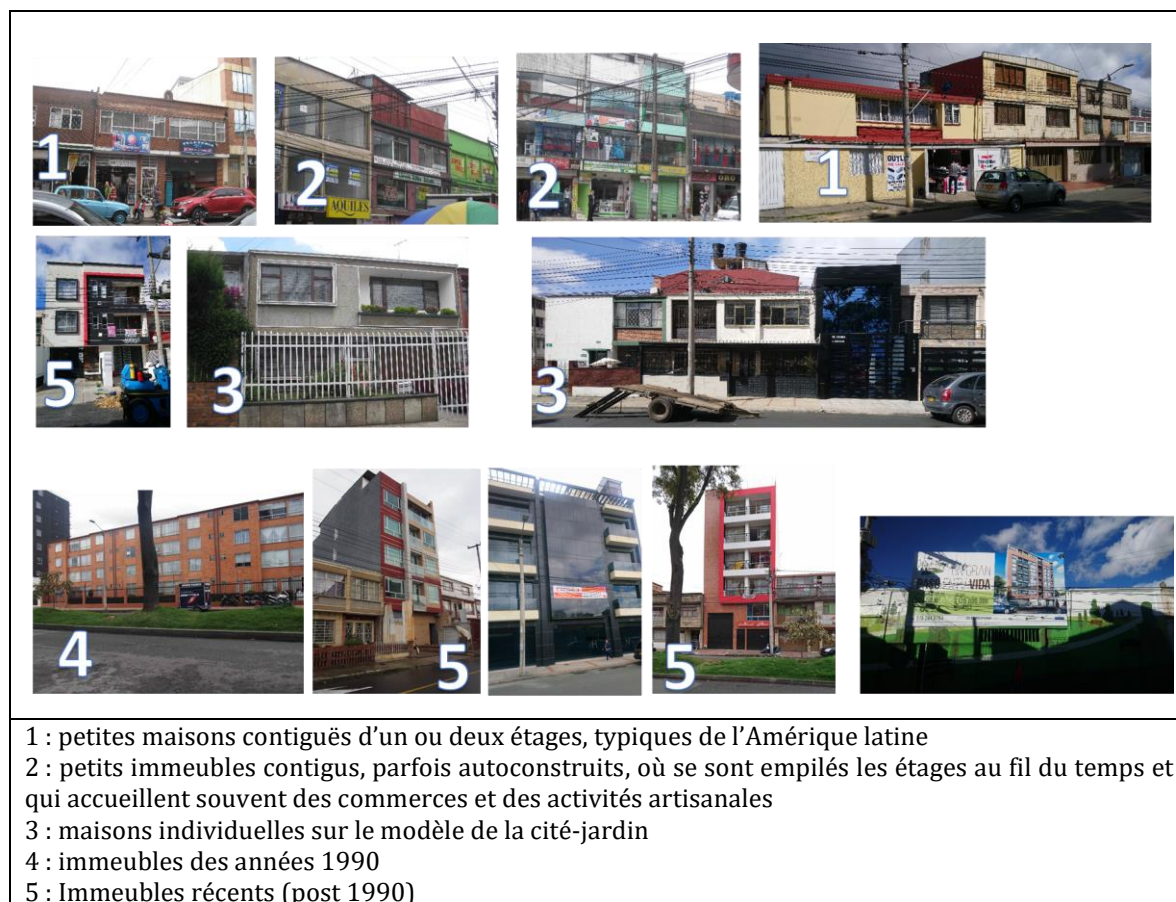 1
2
AQUILES
2
1
OUTLET
5
3
3
4
5
5
VIDA
1 : petites maisons contiguës d’un ou deux étages, typiques de l’Amérique latine
2 : petits immeubles contigus, parfois autoconstruits, où se sont empilés les étages au fil du temps et
qui accueillent souvent des commerces et des activités artisanales
3 : maisons individuelles sur le modèle de la cité-jardin
4 : immeubles des années 1990
5 : Immeubles récents (post 1990)